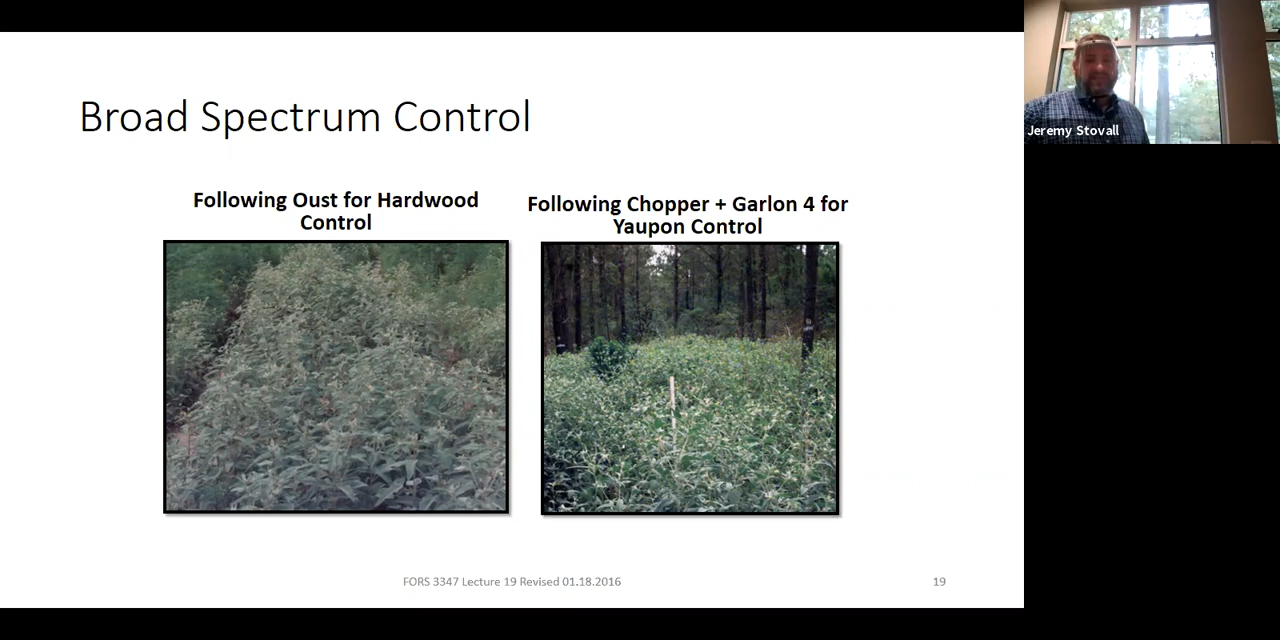 Broad Spectrum Control
Following Oust for Hardwood
Control
Following Chopper + Garlon 4 for
Yaupon Control
FORS 3347 Lecture 19 Revised 01.18.2016
19
Jeremy Stovall